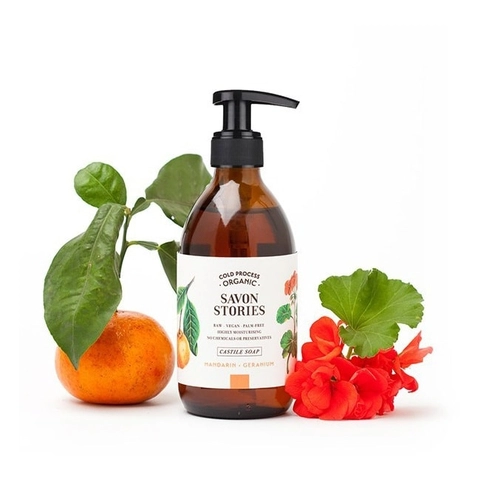 COLD PROCESS
· ORGANIC ·
SAVON
STORIES
RAW · VEGAN · PALM FREE
HIGHLY MOISTURISING
NO CHEMICALS OR PRESERVATIVES
CASTILE SOAP
MANDARIN · GERANIUM